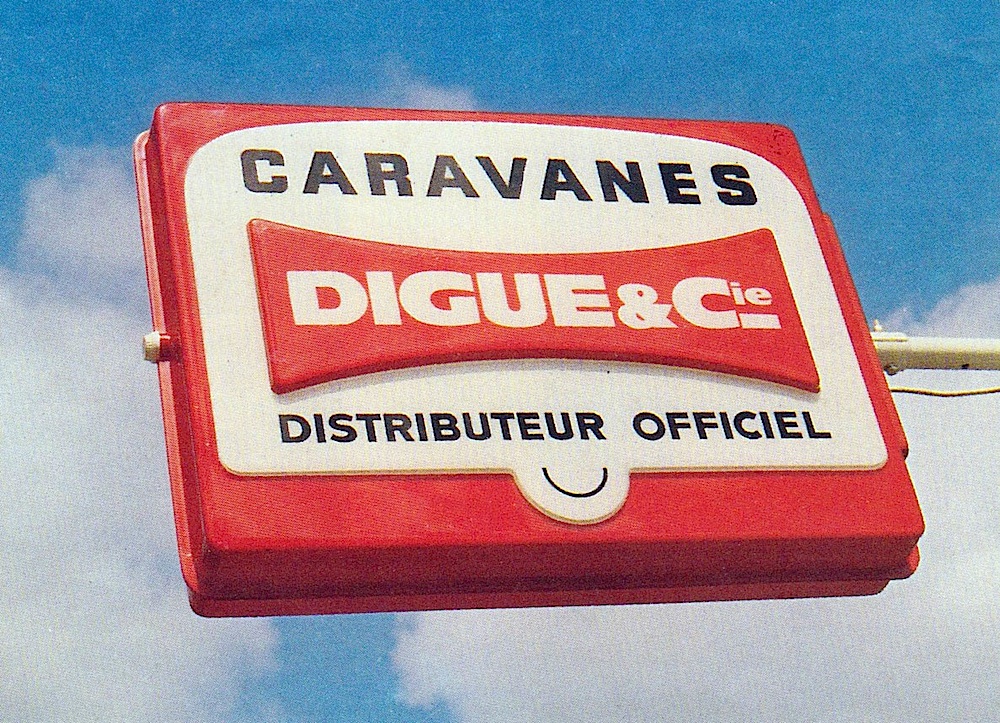 CARAVANES
DIGUE & Cie
DISTRIBUTEUR OFFICIEL